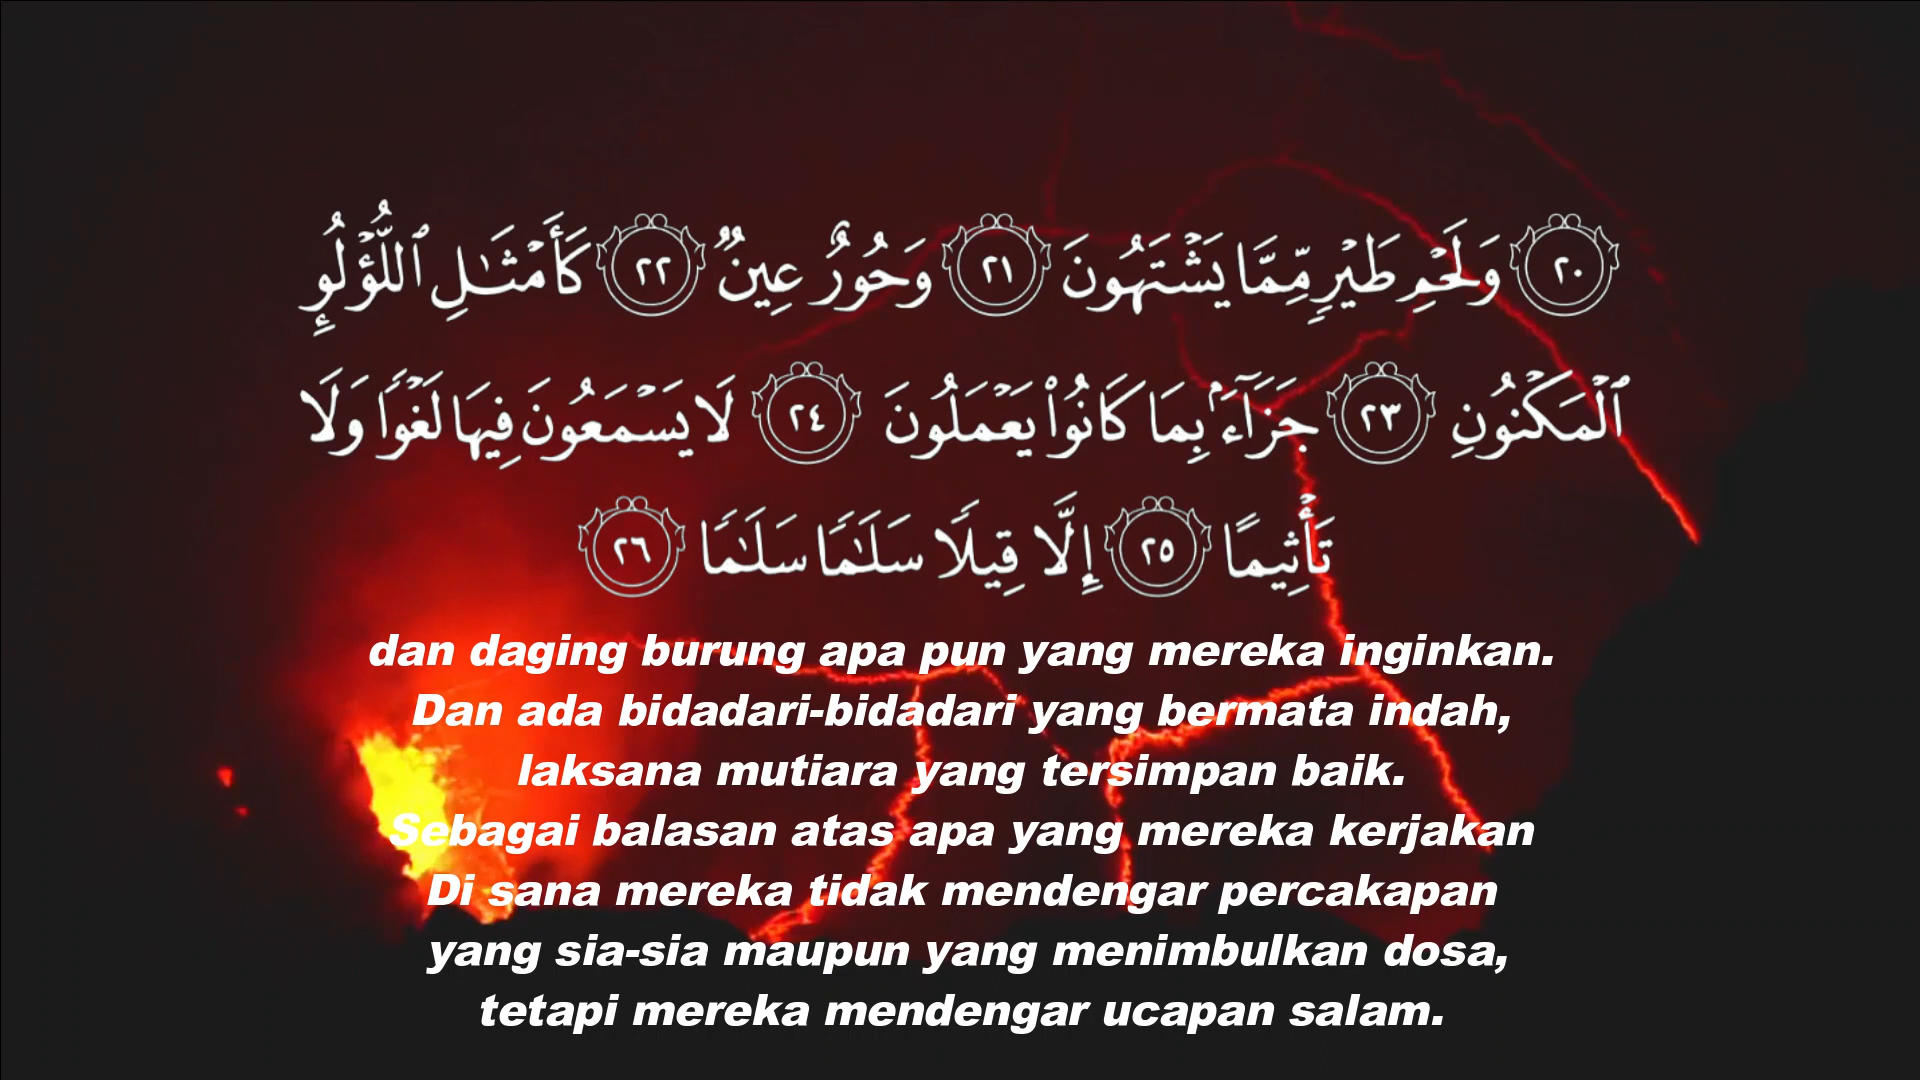 ٢٠ وَلَحْمِ طَيْرٍ مِّمَّا يَشْتَهُونَ ٢١ وَحُورٌ عِينٌ ٢٢ كَأَمْثَٰلِ ٱللُّؤْلُؤِ
ٱلْمَكْنُونِ ٢٣ جَزَآءًۢ بِمَا كَانُوا۟ يَعْمَلُونَ ٢٤ لَا يَسْمَعُونَ فِيهَا لَغْوًا وَلَا
تَأْثِيمًا ٢٥ إِلَّا قِيلًا سَلَٰمًا سَلَٰمًا ٢٦
dan daging burung apa pun yang mereka inginkan.
Dan ada bidadari-bidadari yang bermata indah,
laksana mutiara yang tersimpan baik.
Sebagai balasan atas apa yang mereka kerjakan
Di sana mereka tidak mendengar percakapan
yang sia-sia maupun yang menimbulkan dosa,
tetapi mereka mendengar ucapan salam.